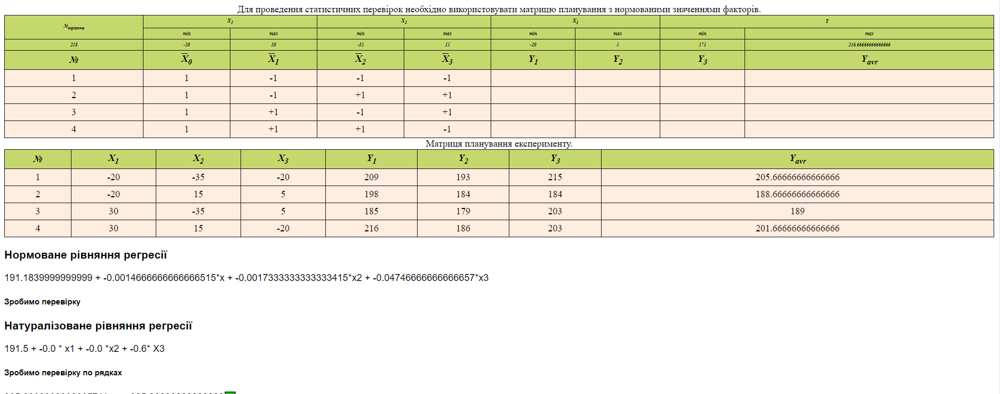 Для проведення статистичних перевірок необхідно використовувати матрицю планування з нормованими значеннями факторів.
№варіанта X1 X2 X3 Y
min max min max min max min max
218 -20 30 -35 15 -20 5 175 216.66666666666666
№ X̅0 X̅1 X̅2 X̅3 Y1 Y2 Y3 Yavr
1 1 -1 -1 -1
2 1 -1 +1 +1
3 1 +1 -1 +1
4 1 +1 +1 -1
Матриця планування експерименту.
№ X1 X2 X3 Y1 Y2 Y3 Yavr
1 -20 -35 -20 209 193 215 205.66666666666666
2 -20 15 5 198 184 184 188.66666666666666
3 30 -35 5 185 179 203 189
4 30 15 -20 216 186 203 201.66666666666666
Нормоване рівняння регресії
191.1839999999999 + -0.0014666666666666515*x + -0.0017333333333333415*x2 + -0.04746666666666657*x3
Зробимо перевірку
Натуралізоване рівняння регресії
191.5 + -0.0 * x1 + -0.0 *x2 + -0.6* X3
Зробимо перевірку по рядках